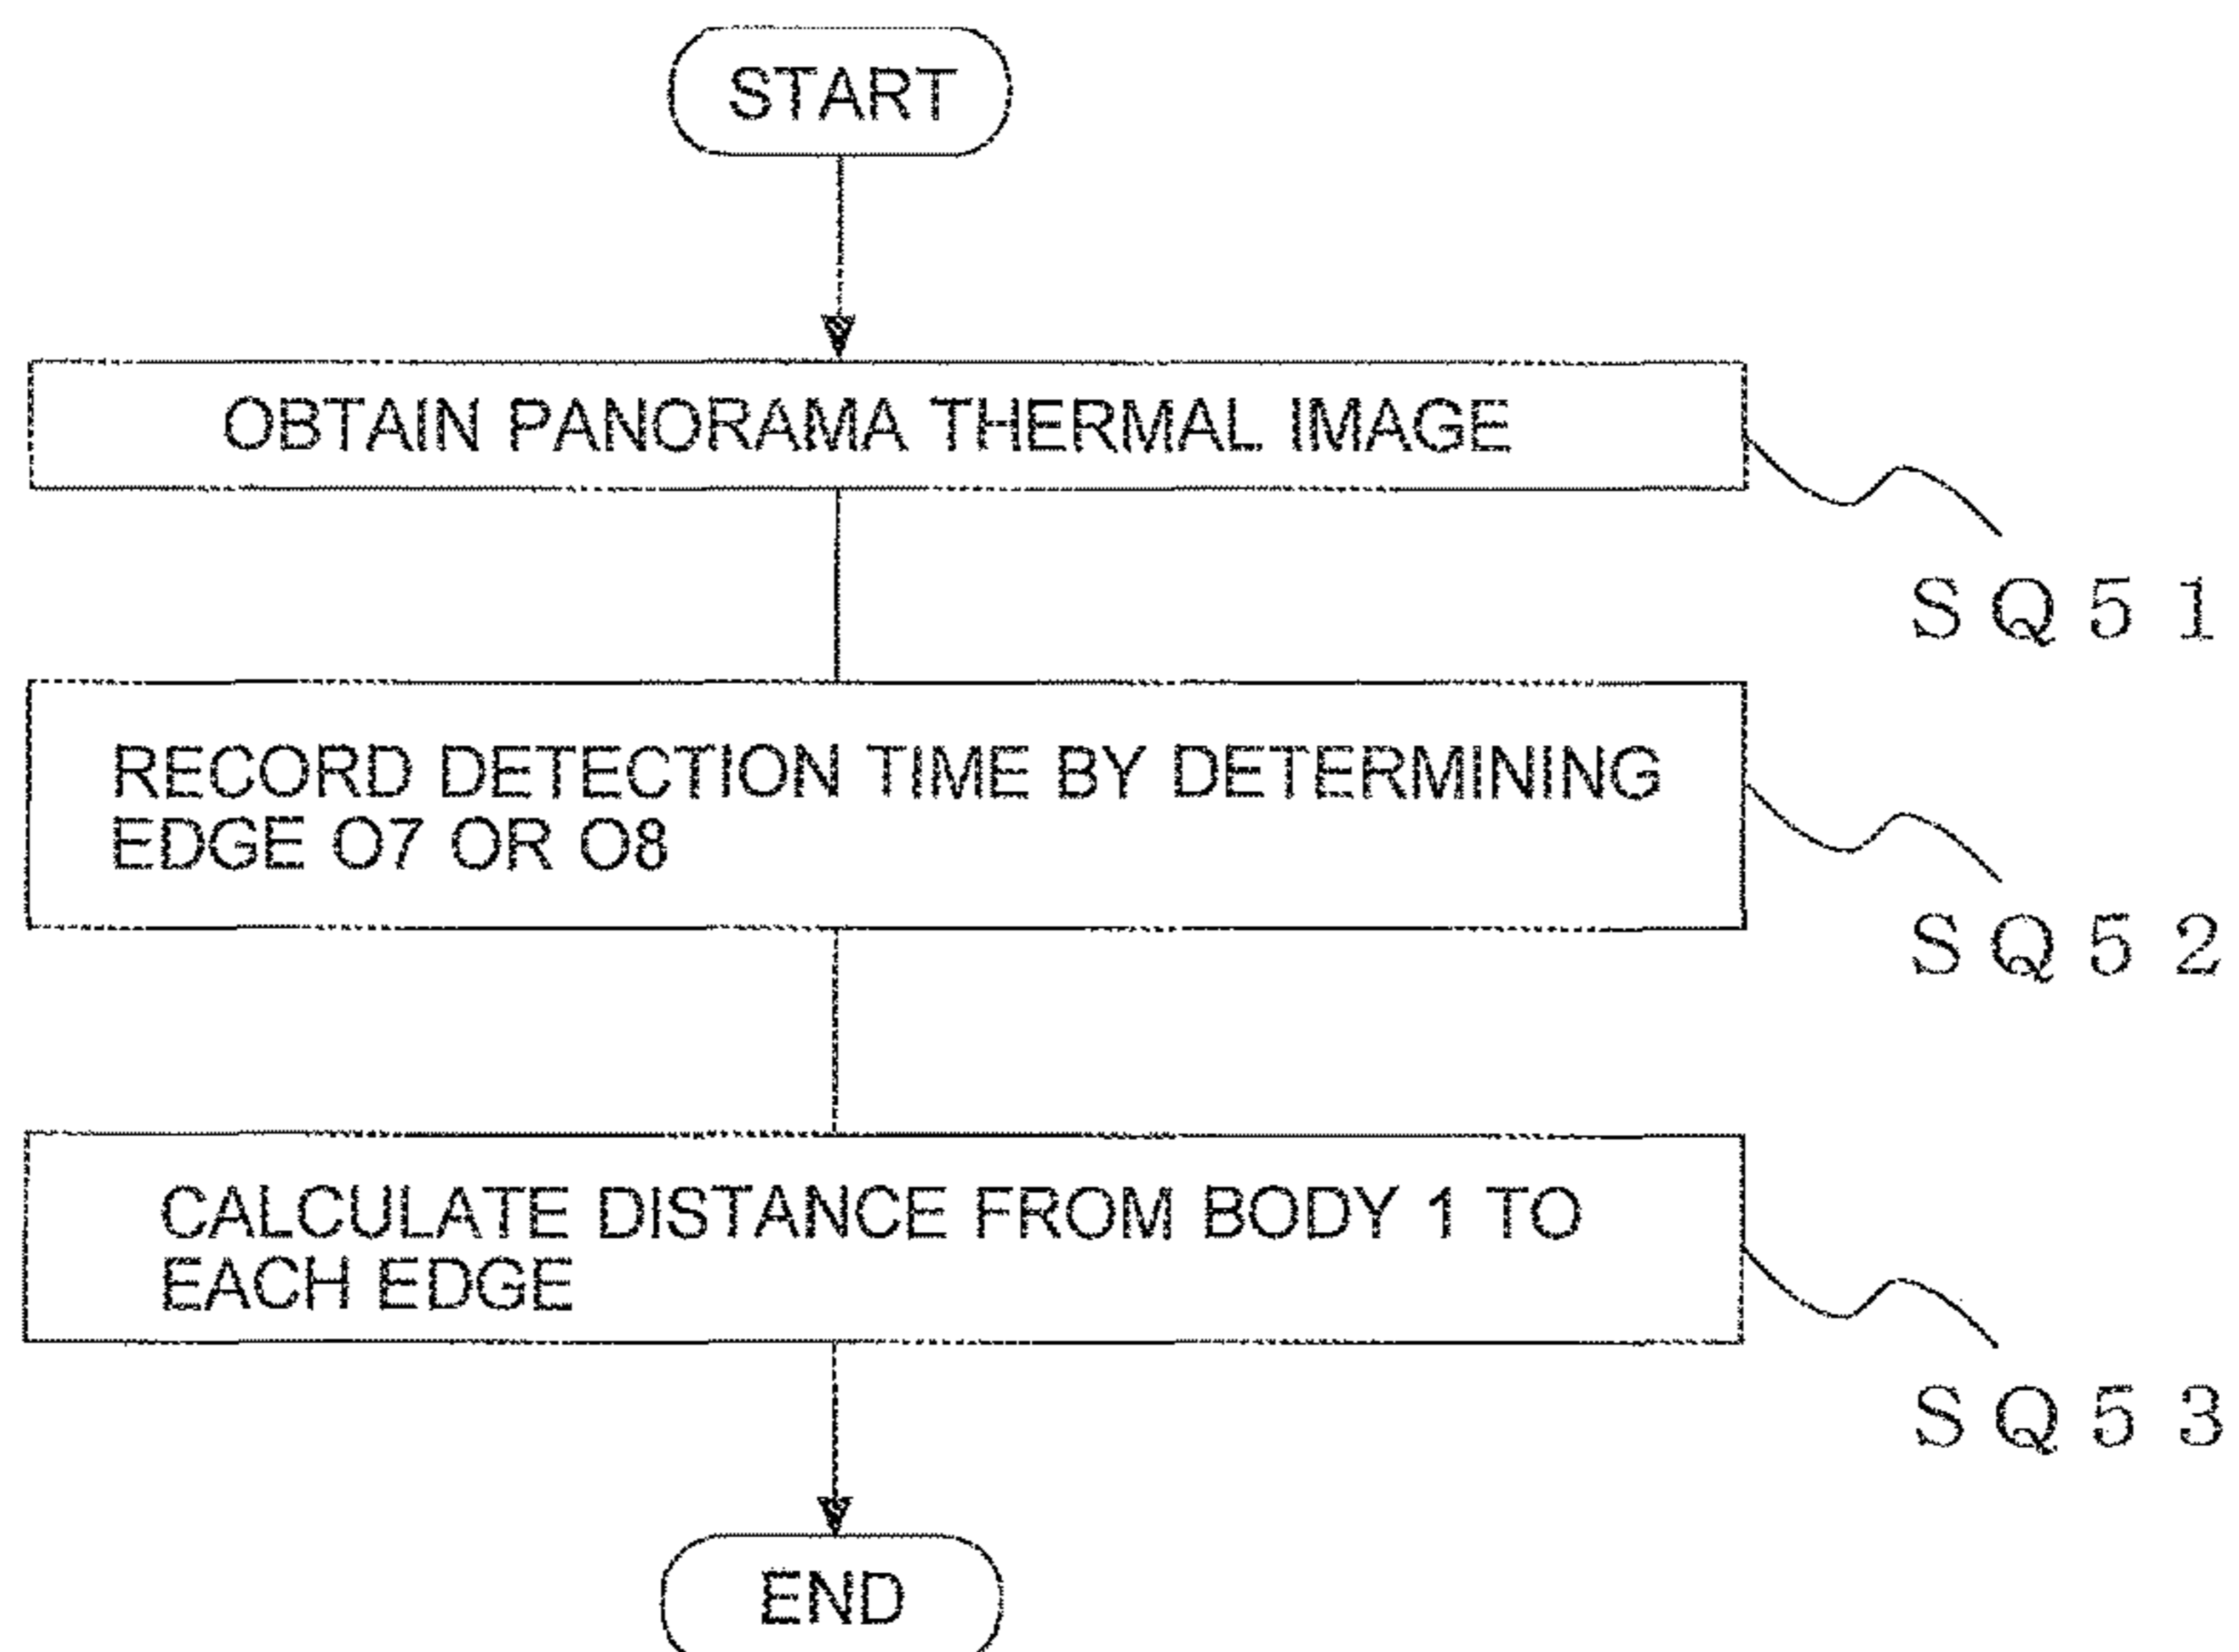 START
OBTAIN PANORAMA THERMAL IMAGE
SQ51
RECORD DETECTION TIME BY DETERMINING
EDGE O7 OR O8
SQ52
CALCULATE DISTANCE FROM BODY 1 TO
EACH EDGE
SQ53
END